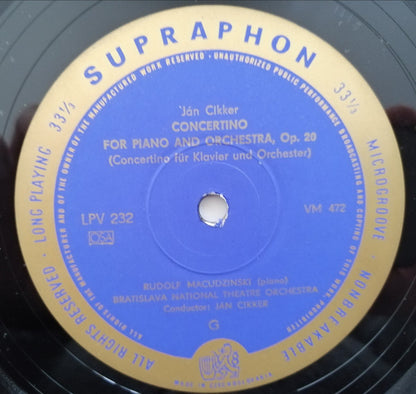 SUPRAPHON
ALL RIGHTS RESERVED · LONG PLAYING 33⅓
33⅓ MICROGROOVE · NONBREAKABLE
ALL RIGHTS OF THE MANUFACTURER AND OF THE OWNER OF THE MANUFACTURED WORK RESERVED · UNAUTHORIZED PUBLIC PERFORMANCE BROADCASTING AND COPYING OF THIS WORK PROHIBITED
Ján Cikker
CONCERTINO
FOR PIANO AND ORCHESTRA, Op. 20
(Concertino für Klavier und Orchester)
LPV 232
VM 472
OSA
RUDOLF MACUDZINSKI (piano)
BRATISLAVA NATIONAL THEATRE ORCHESTRA
Conductor: JÁN CIKKER
G
MADE IN CZECHOSLOVAKIA